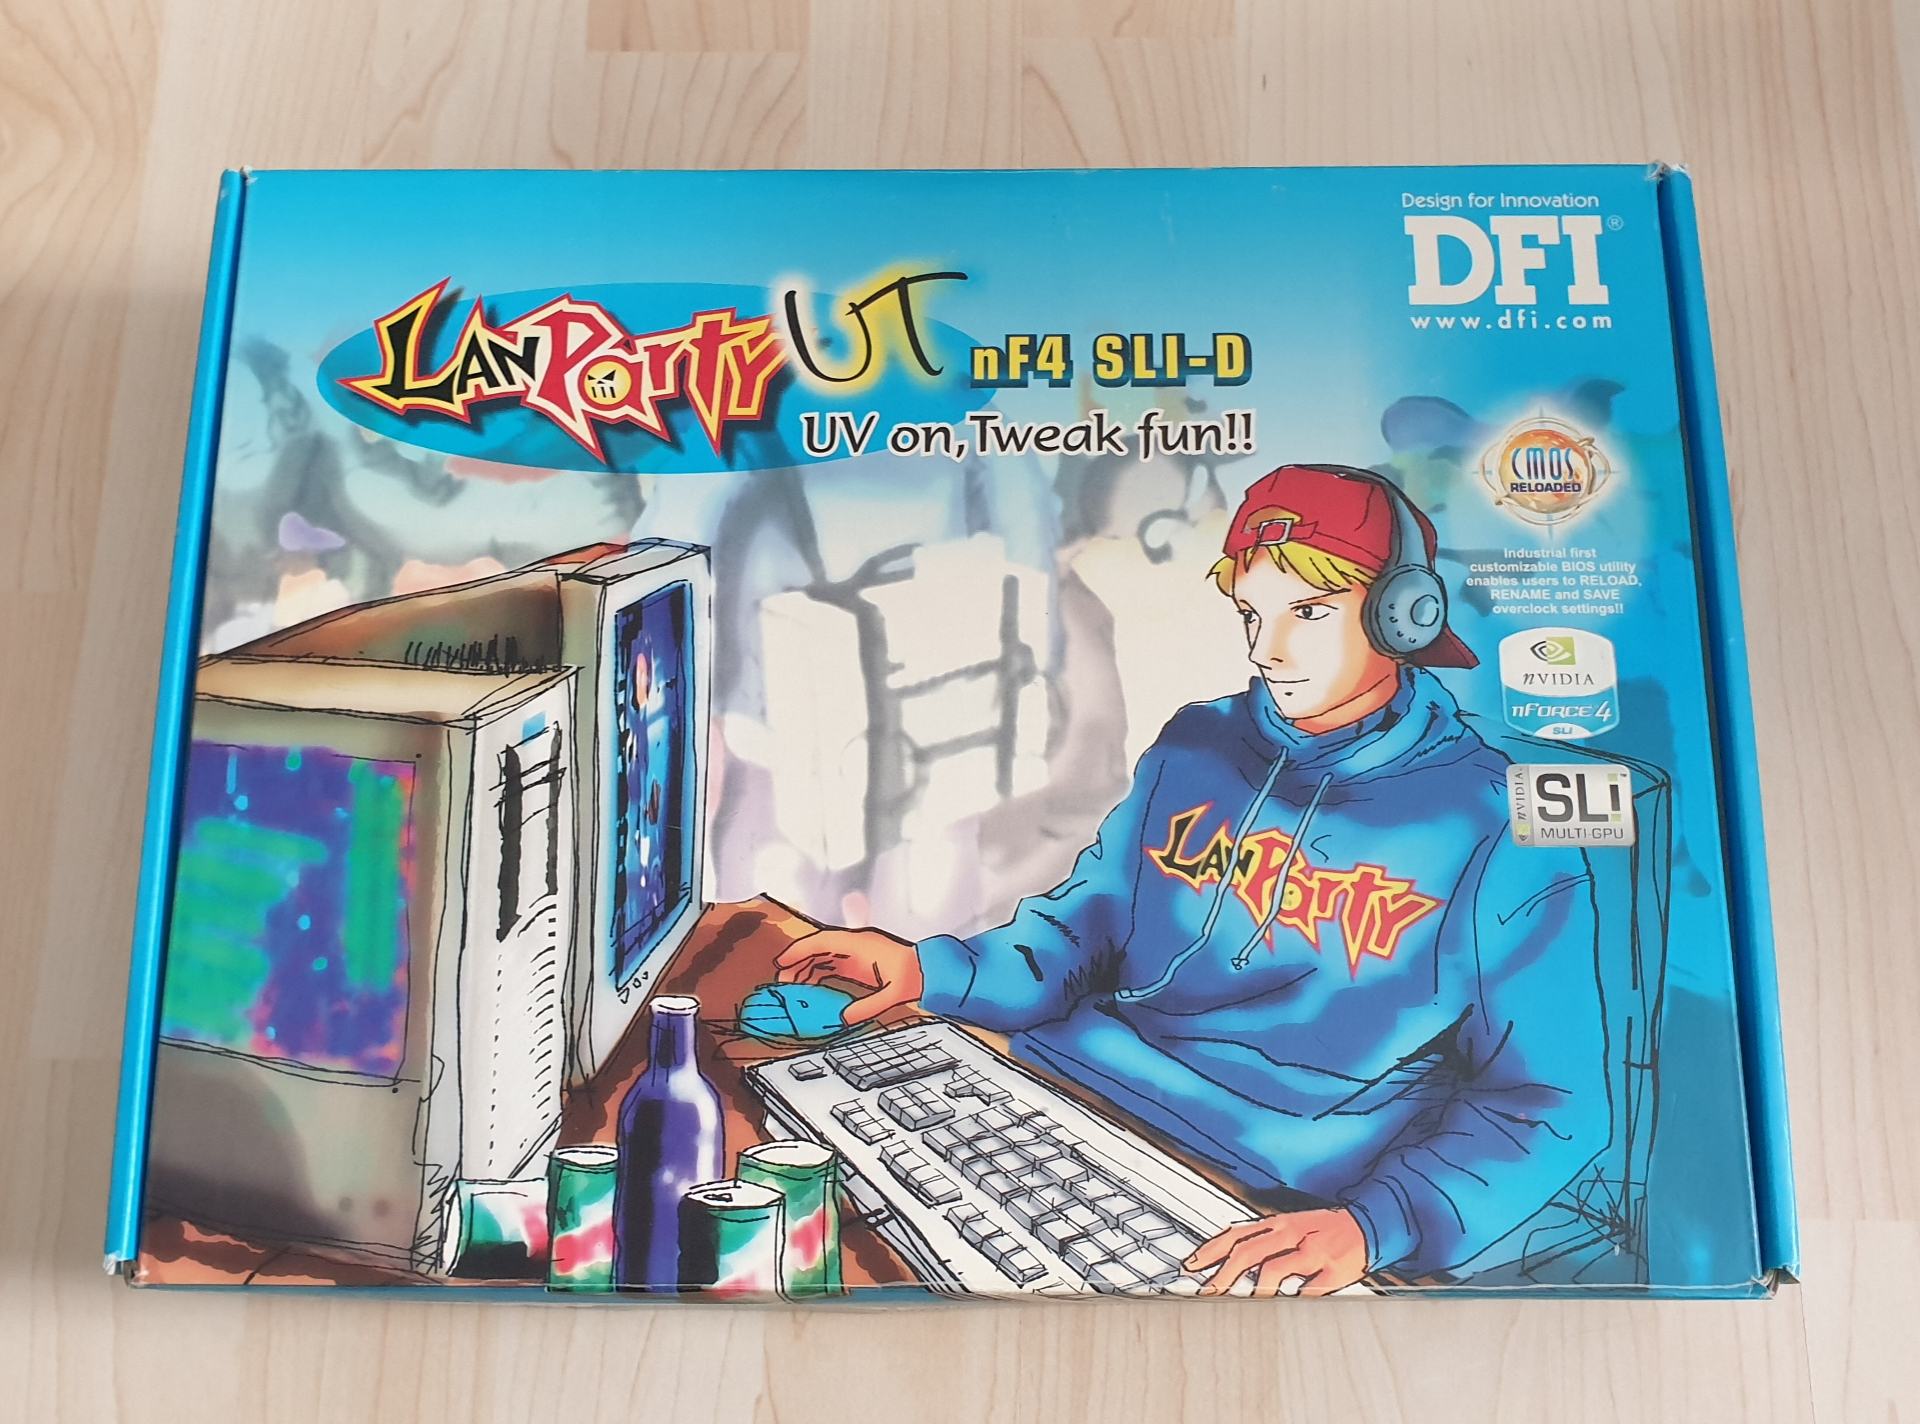 Design for Innovation
DFI®
www.dfi.com
LANParty UT nF4 SLI-D
UV on, Tweak fun!!
CMOS
RELOADED
Industrial first
customizable BIOS utility
enables users to RELOAD,
RENAME and SAVE
overclock settings!!
nVIDIA
nFORCE 4
SLI
nVIDIA
SLi
MULTI-GPU
LANParty